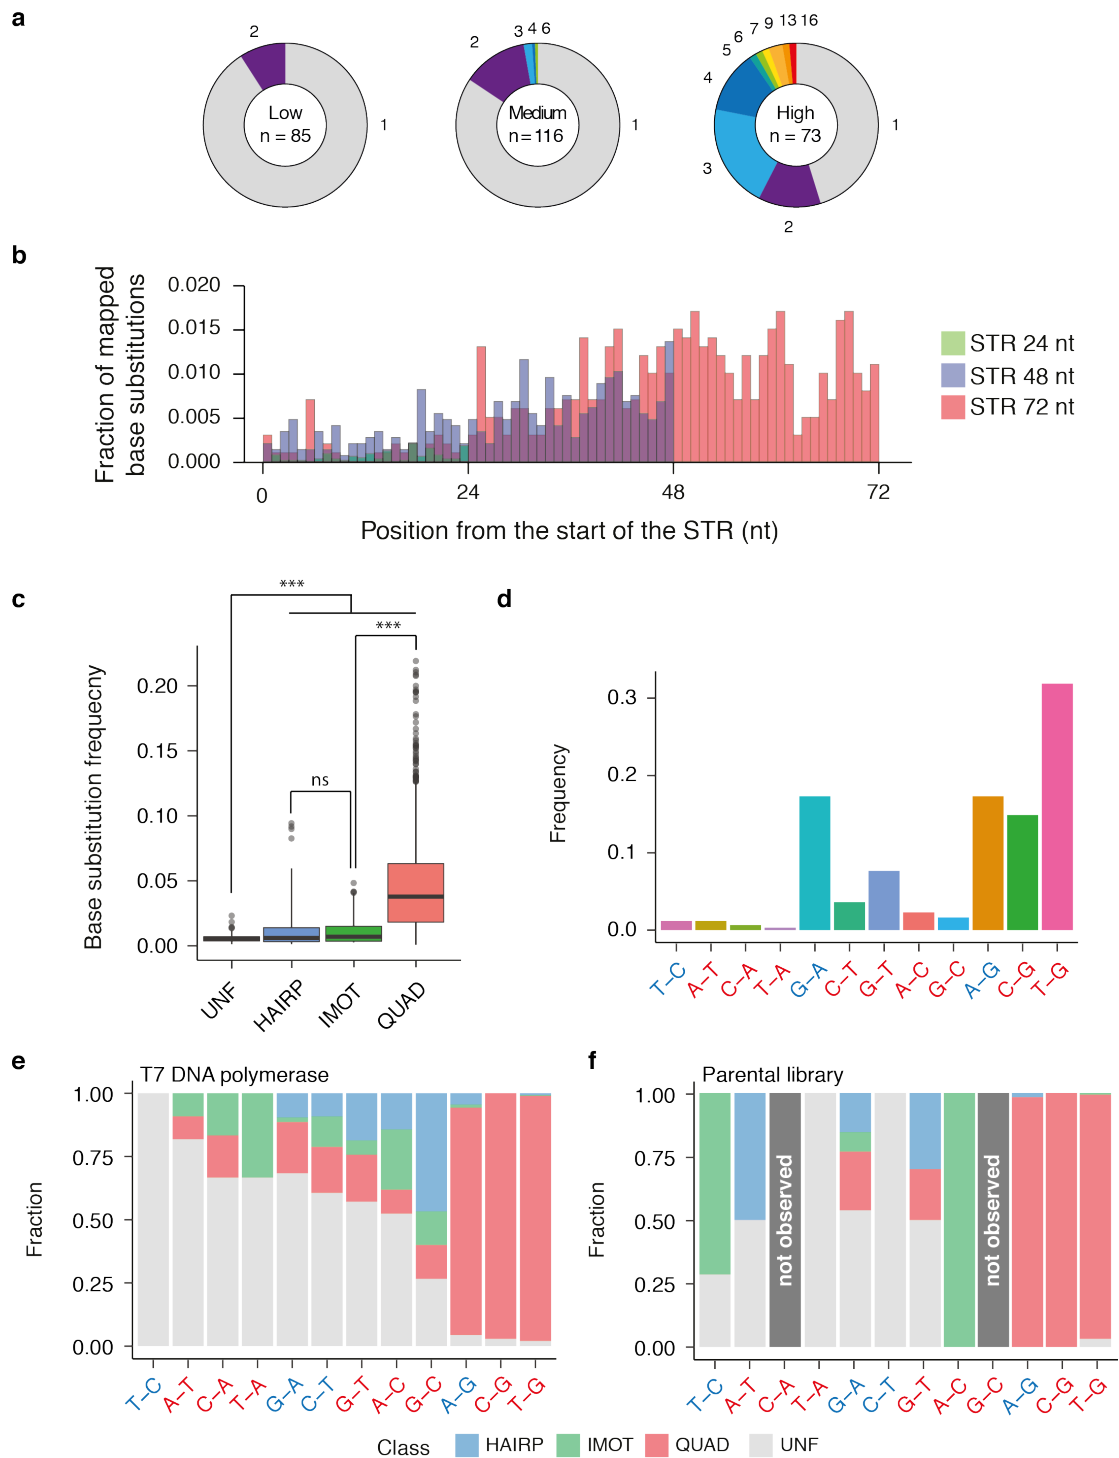 a
2
1
Low
n = 85
2
3 4 6
1
Medium
n = 116
5 6 7 9 13 16
4
3
2
1
High
n = 73
b
Fraction of mapped
base substitutions
0.020
0.015
0.010
0.005
0.000
0
24
48
72
Position from the start of the STR (nt)
STR 24 nt
STR 48 nt
STR 72 nt
c
Base substitution frequecny
0.20
0.15
0.10
0.05
0.00
***
***
ns
UNF
HAIRP
IMOT
QUAD
d
Frequency
0.3
0.2
0.1
0.0
T–C
A–T
C–A
T–A
G–A
C–T
G–T
A–C
G–C
A–G
C–G
T–G
e
T7 DNA polymerase
Fraction
1.00
0.75
0.50
0.25
0.00
T–C
A–T
C–A
T–A
G–A
C–T
G–T
A–C
G–C
A–G
C–G
T–G
f
Parental library
Fraction
1.00
0.75
0.50
0.25
0.00
not observed
not observed
T–C
A–T
C–A
T–A
G–A
C–T
G–T
A–C
G–C
A–G
C–G
T–G
Class HAIRP IMOT QUAD UNF